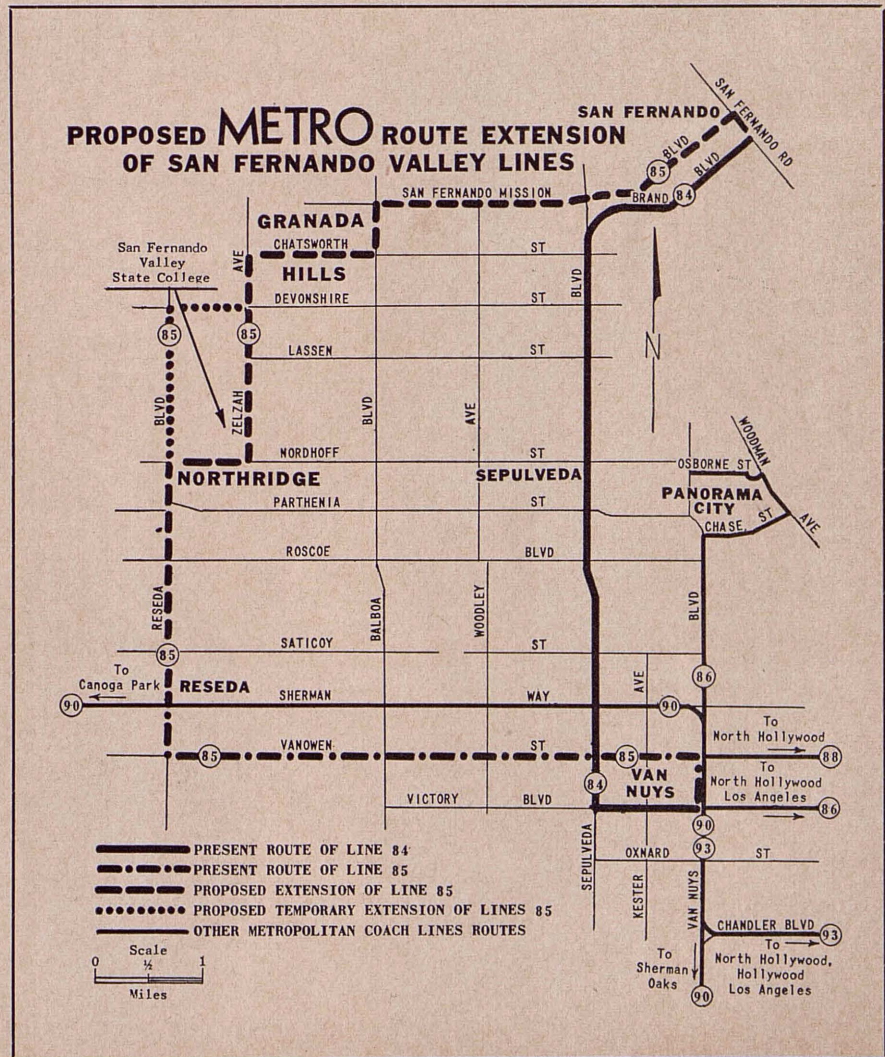 PROPOSED METRO ROUTE EXTENSION
OF SAN FERNANDO VALLEY LINES
SAN FERNANDO
SAN FERNANDO RD
BLVD
85
BLVD
84
BRAND
SAN FERNANDO MISSION
GRANADA
CHATSWORTH
ST
HILLS
San Fernando
Valley
State College
AVE
DEVONSHIRE
ST
BLVD
85
85
LASSEN
ST
N
BLVD
ZELZAH
BLVD
AVE
NORDHOFF
ST
OSBORNE ST
WOODMAN
AVE
NORTHRIDGE
SEPULVEDA
PARTHENIA
ST
PANORAMA
CITY
CHASE ST
ROSCOE
BLVD
RESEDA
BALBOA
WOODLEY
BLVD
SATICOY
ST
85
To
Canoga Park
RESEDA
AVE
86
90
SHERMAN
WAY
90
To
North Hollywood
VANOWEN
ST
85
85
88
VAN
NUYS
To
North Hollywood
Los Angeles
84
VICTORY
BLVD
86
90
93
SEPULVEDA
OXNARD
ST
KESTER
VAN NUYS
CHANDLER BLVD
93
To
North Hollywood,
Hollywood
Los Angeles
To
Sherman
Oaks
90
PRESENT ROUTE OF LINE 84
PRESENT ROUTE OF LINE 85
PROPOSED EXTENSION OF LINE 85
PROPOSED TEMPORARY EXTENSION OF LINES 85
OTHER METROPOLITAN COACH LINES ROUTES
Scale
0 ½ 1
Miles